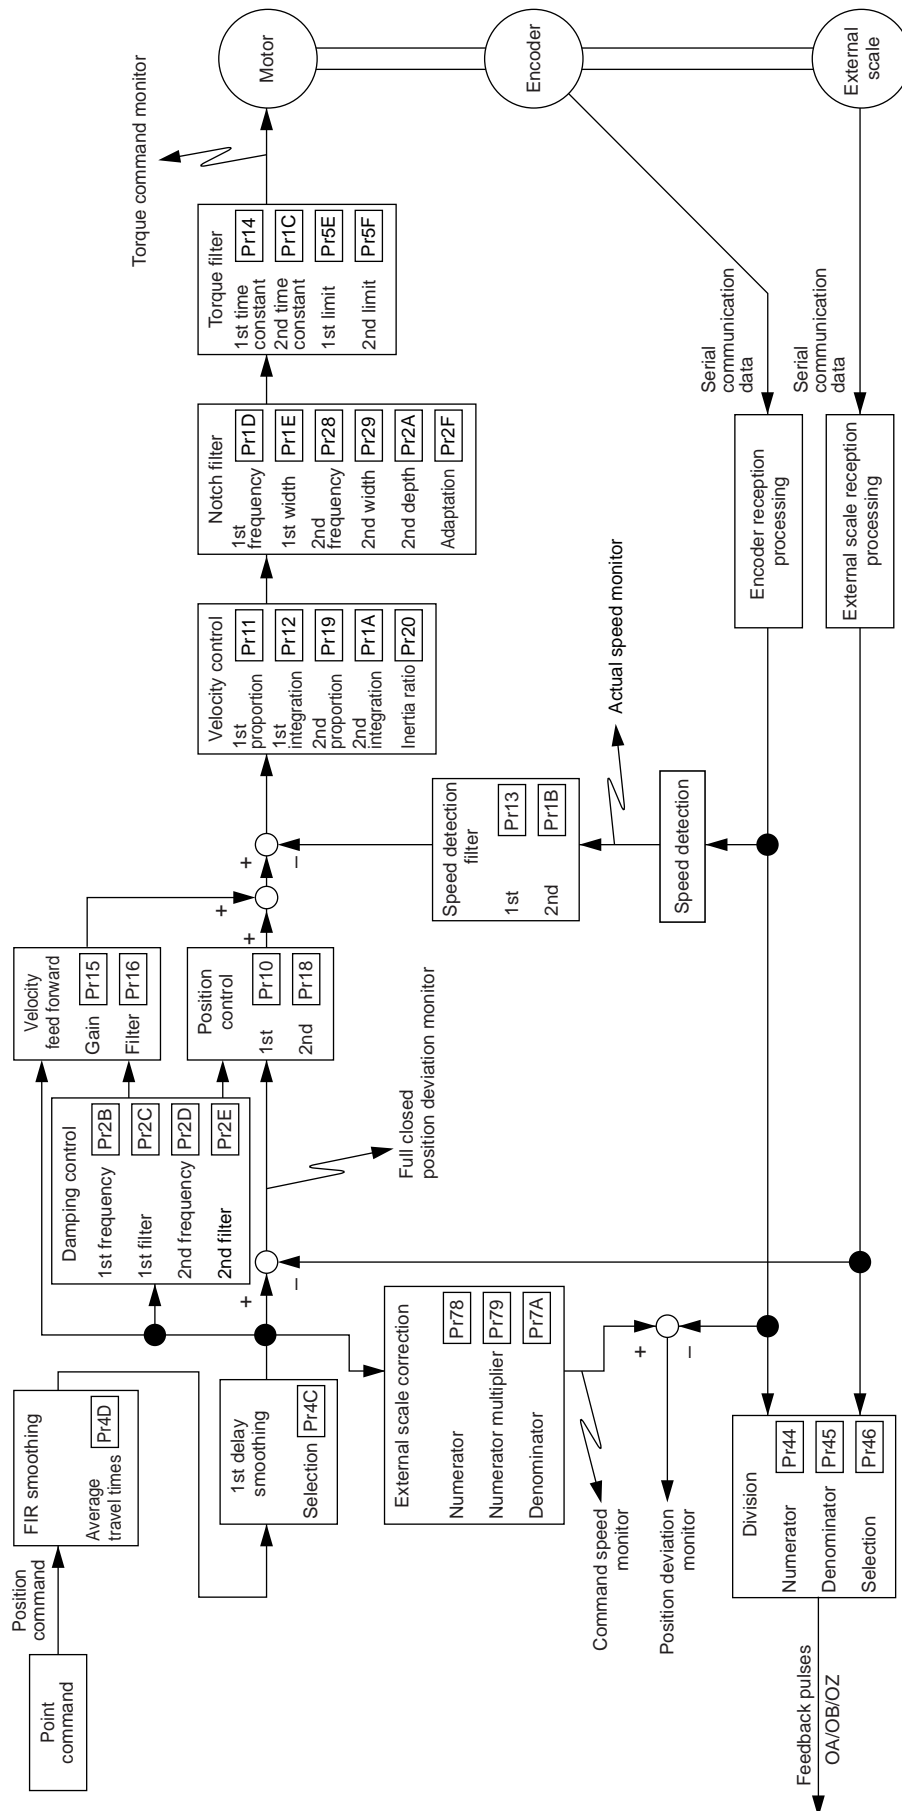 Point
command
Position
command
FIR smoothing
Average
travel times
Pr4D
1st delay
smoothing
Selection
Pr4C
Damping control
1st frequency
Pr2B
1st filter
Pr2C
2nd frequency
Pr2D
2nd filter
Pr2E
Velocity
feed forward
Gain
Pr15
Filter
Pr16
Position
control
1st
Pr10
2nd
Pr18
+
–
+
+
+
–
Full closed
position deviation monitor
Velocity control
1st
proportion
Pr11
1st
integration
Pr12
2nd
proportion
Pr19
2nd
integration
Pr1A
Inertia ratio
Pr20
Notch filter
1st
frequency
Pr1D
1st width
Pr1E
2nd
frequency
Pr28
2nd width
Pr29
2nd depth
Pr2A
Adaptation
Pr2F
Torque filter
1st time
constant
Pr14
2nd time
constant
Pr1C
1st limit
Pr5E
2nd limit
Pr5F
Torque command monitor
Motor
Encoder
External
scale
External scale correction
Numerator
Pr78
Numerator multiplier
Pr79
Denominator
Pr7A
+
–
Command speed
monitor
Position deviation
monitor
Speed detection
filter
1st
Pr13
2nd
Pr1B
Actual speed monitor
Speed detection
Serial
communication
data
Serial
communication
data
Encoder reception
processing
External scale reception
processing
Division
Numerator
Pr44
Denominator
Pr45
Selection
Pr46
Feedback pulses
OA/OB/OZ